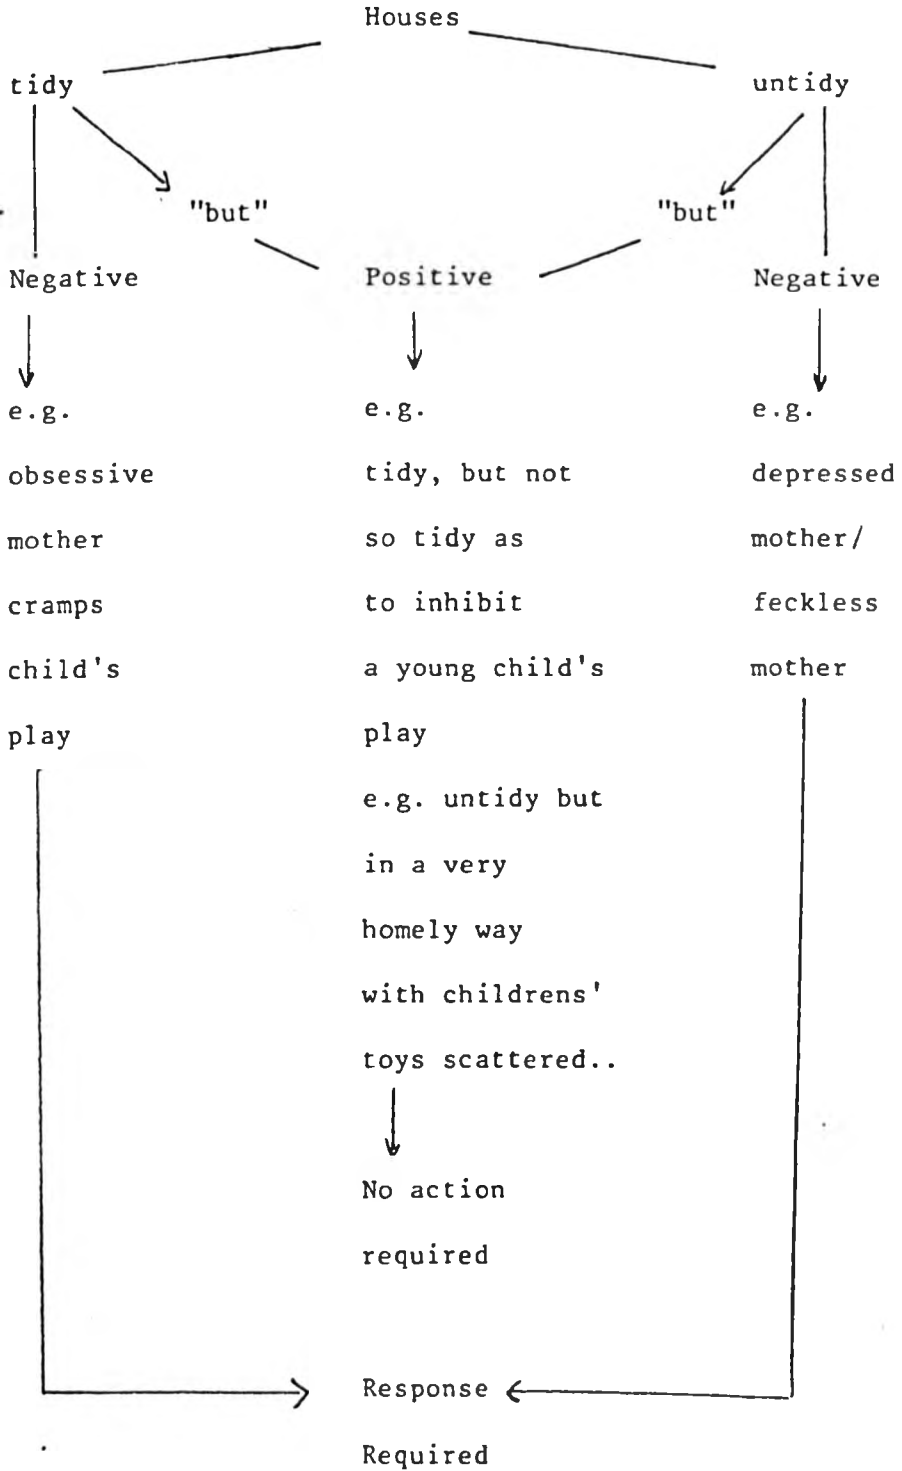 Houses
tidy
untidy
"but"
"but"
Negative
Positive
Negative
e.g.
obsessive
mother
cramps
child's
play
e.g.
tidy, but not
so tidy as
to inhibit
a young child's
play
e.g. untidy but
in a very
homely way
with childrens'
toys scattered..
No action
required
e.g.
depressed
mother/
feckless
mother
Response
Required